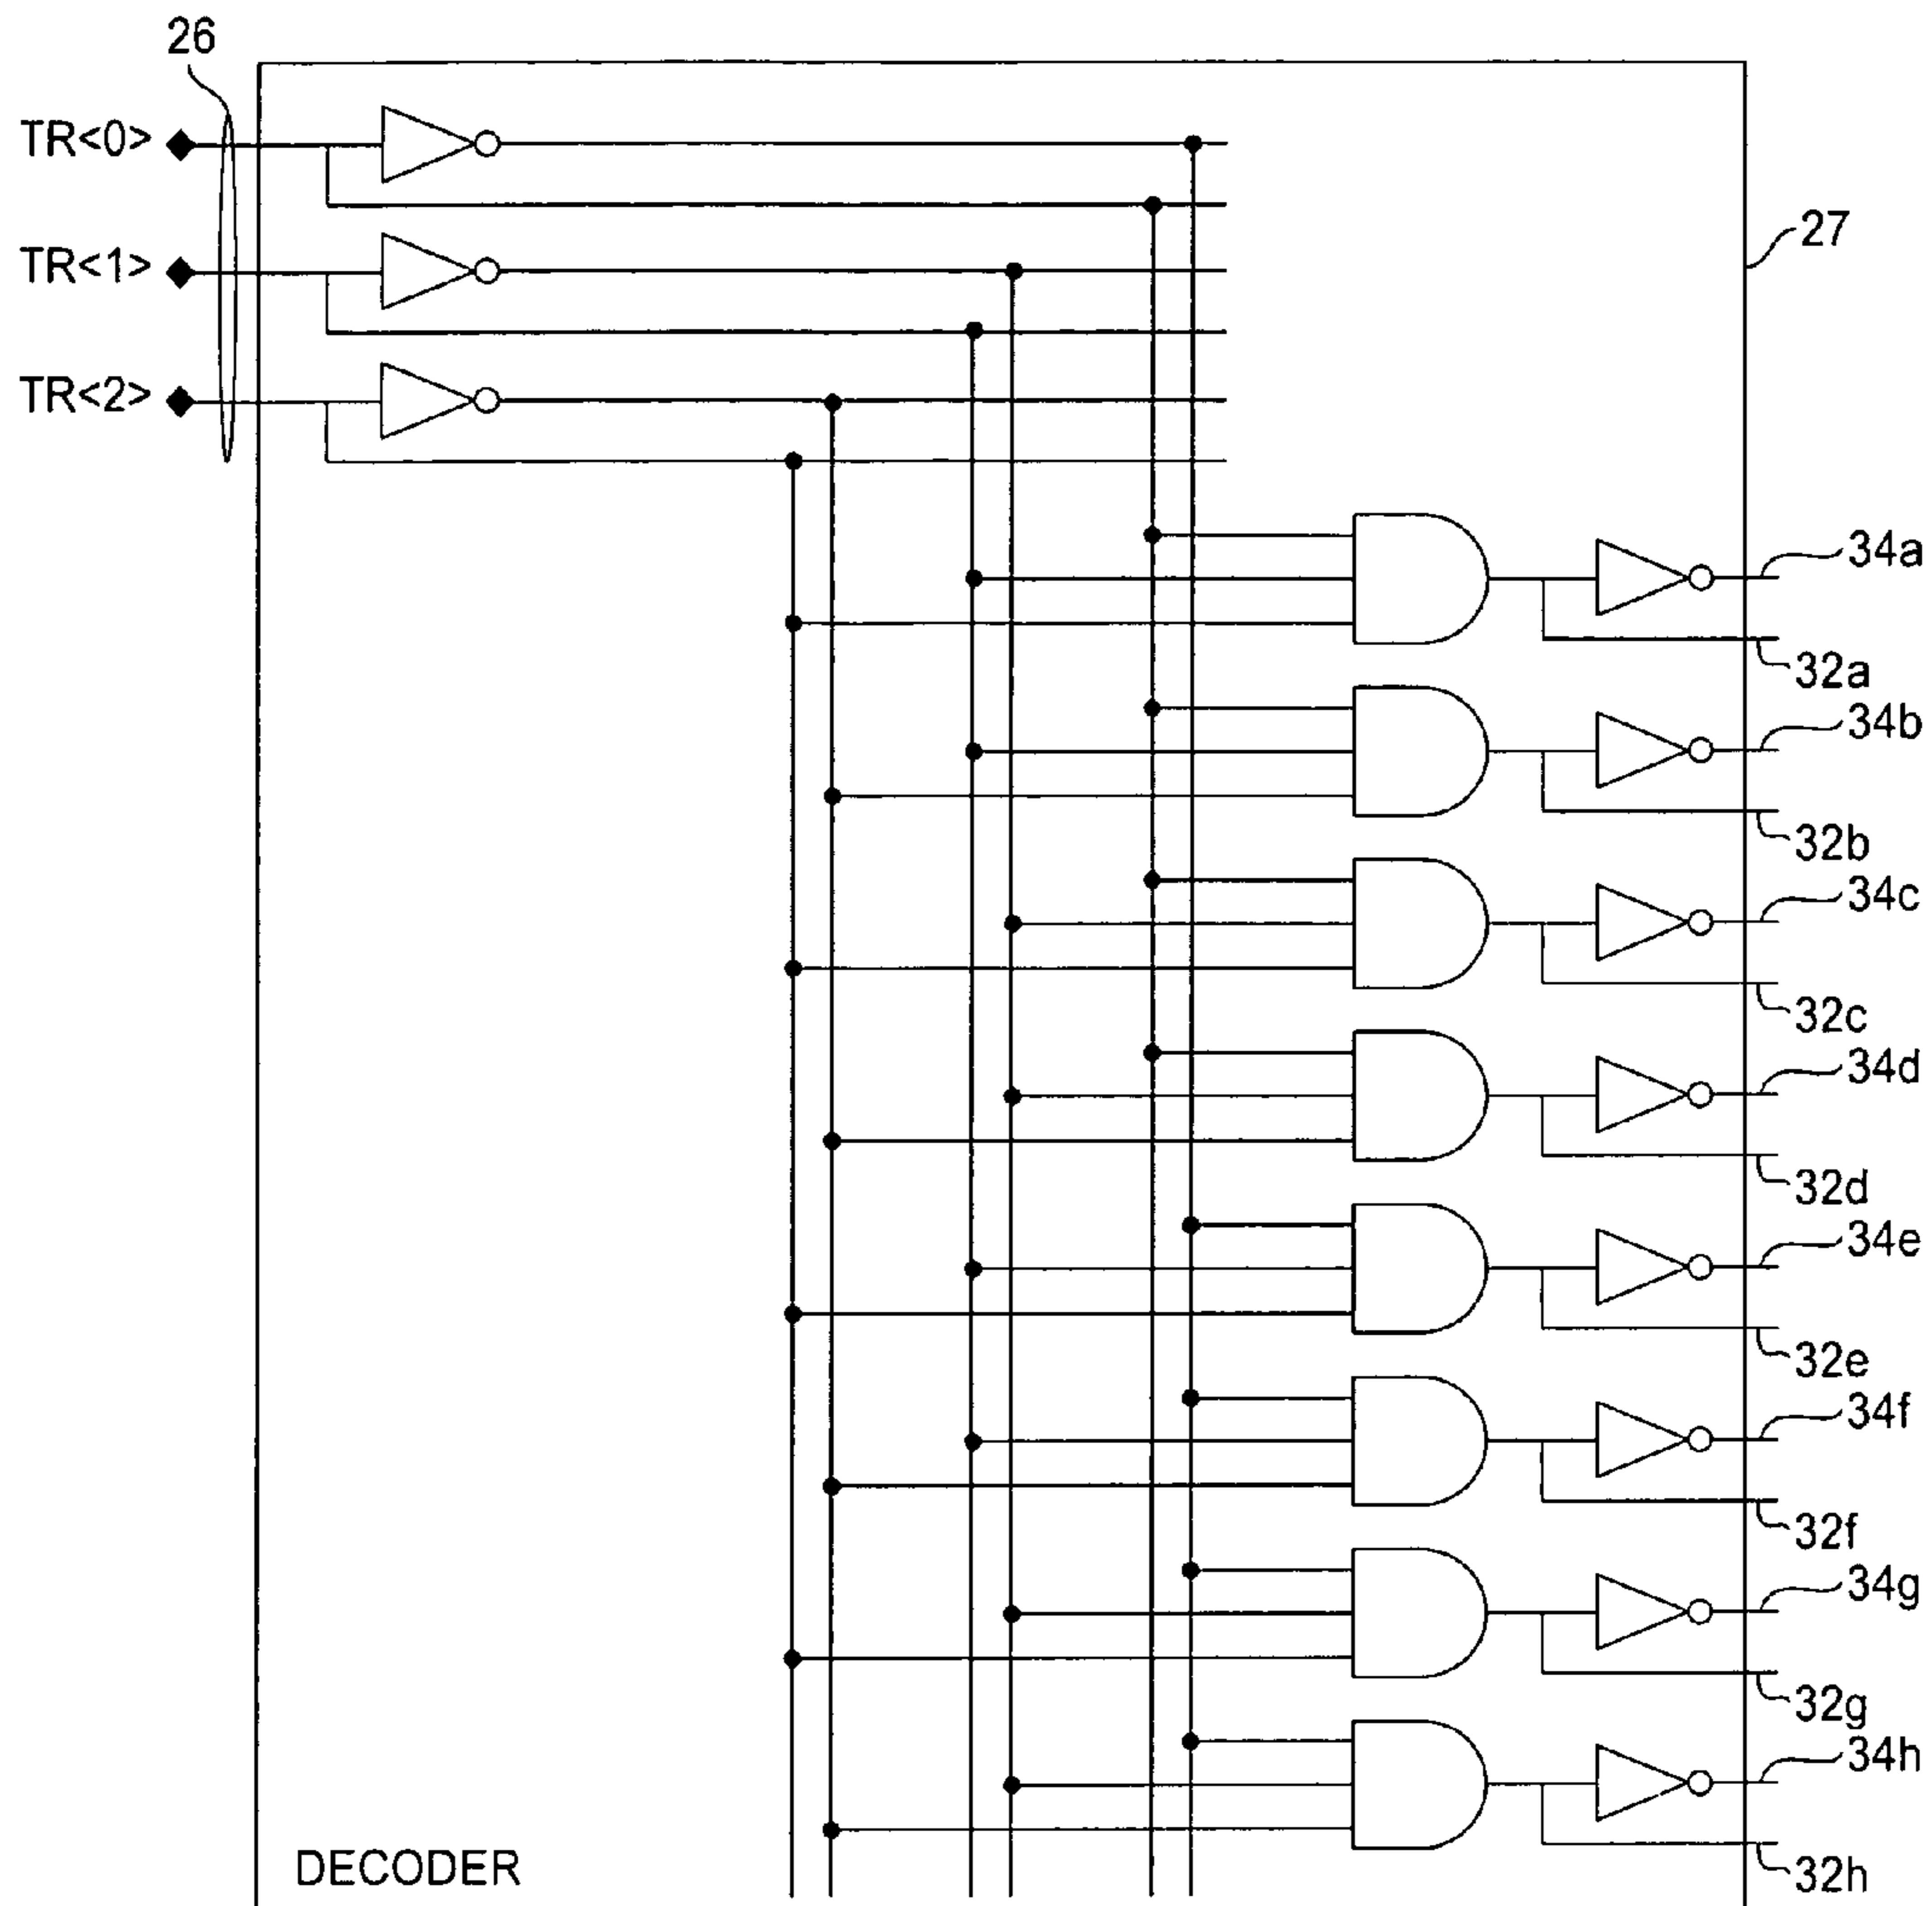 26
TR<0>
TR<1>
27
TR<2>
34a
32a
34b
32b
34c
32c
34d
32d
34e
32e
34f
32f
34g
32g
34h
DECODER
32h